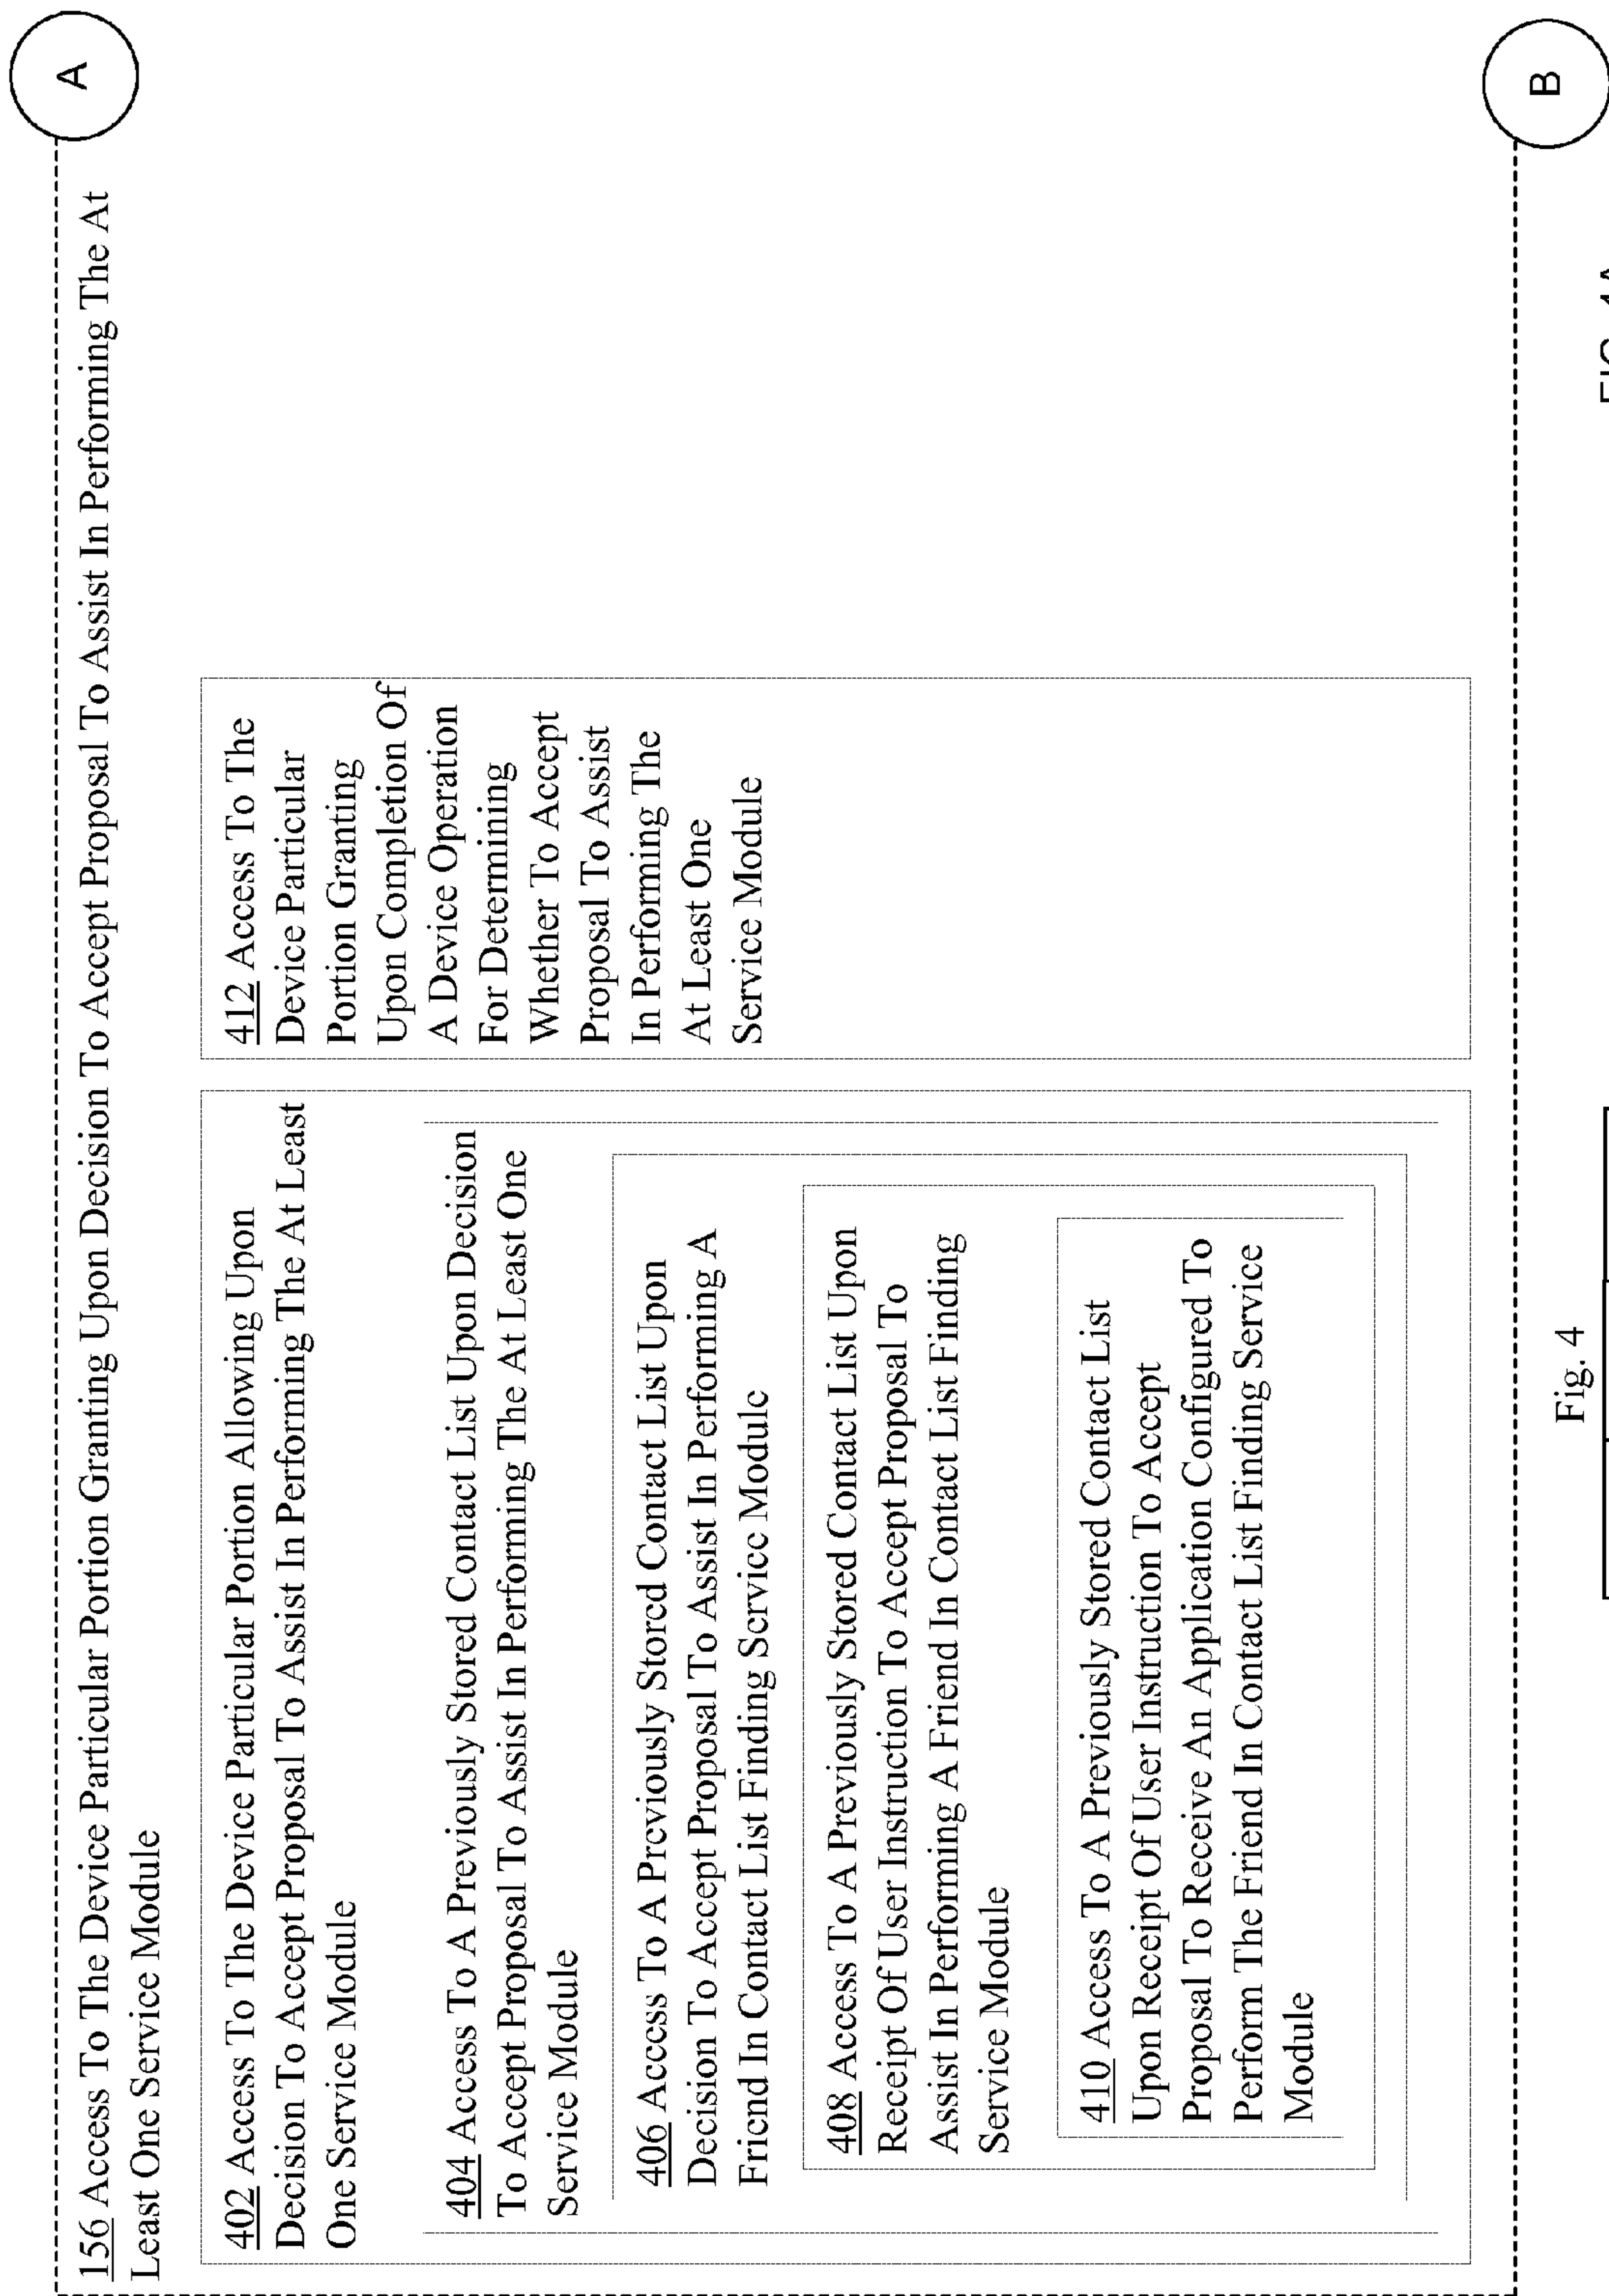 A
156 Access To The Device Particular Portion Granting Upon Decision To Accept Proposal To Assist In Performing The At
Least One Service Module
402 Access To The Device Particular Portion Allowing Upon
Decision To Accept Proposal To Assist In Performing The At Least
One Service Module
404 Access To A Previously Stored Contact List Upon Decision
To Accept Proposal To Assist In Performing The At Least One
Service Module
406 Access To A Previously Stored Contact List Upon
Decision To Accept Proposal To Assist In Performing A
Friend In Contact List Finding Service Module
408 Access To A Previously Stored Contact List Upon
Receipt Of User Instruction To Accept Proposal To
Assist In Performing A Friend In Contact List Finding
Service Module
410 Access To A Previously Stored Contact List
Upon Receipt Of User Instruction To Accept
Proposal To Receive An Application Configured To
Perform The Friend In Contact List Finding Service
Module
412 Access To The
Device Particular
Portion Granting
Upon Completion Of
A Device Operation
For Determining
Whether To Accept
Proposal To Assist
In Performing The
At Least One
Service Module
B
Fig. 4